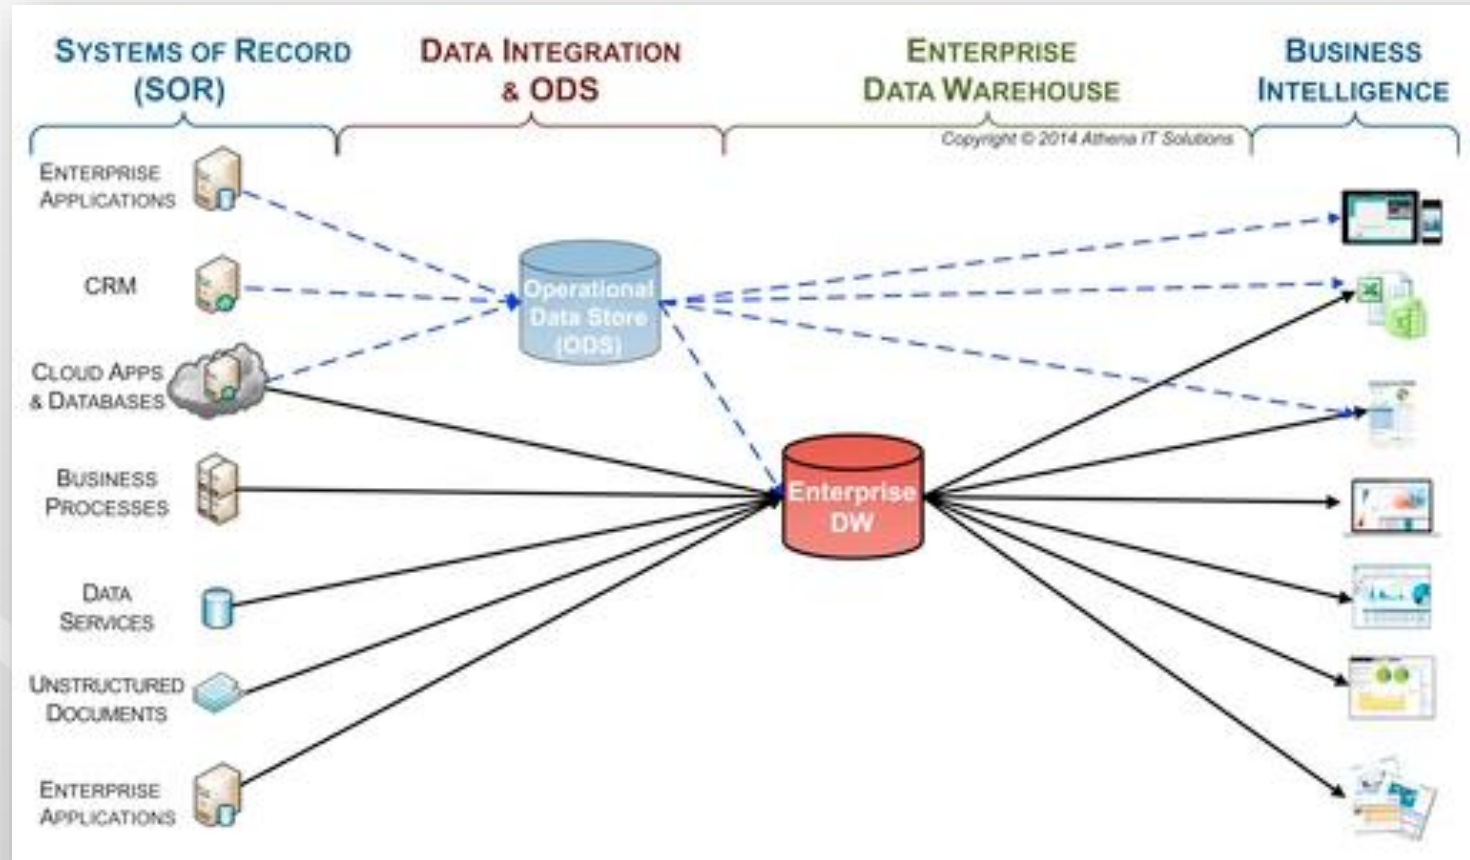 SYSTEMS OF RECORD
(SOR)
DATA INTEGRATION
& ODS
ENTERPRISE
DATA WAREHOUSE
BUSINESS
INTELLIGENCE
Copyright © 2014 Athena IT Solutions
ENTERPRISE
APPLICATIONS
CRM
CLOUD APPS
& DATABASES
BUSINESS
PROCESSES
DATA
SERVICES
UNSTRUCTURED
DOCUMENTS
ENTERPRISE
APPLICATIONS
Operational
Data Store
(ODS)
Enterprise
DW